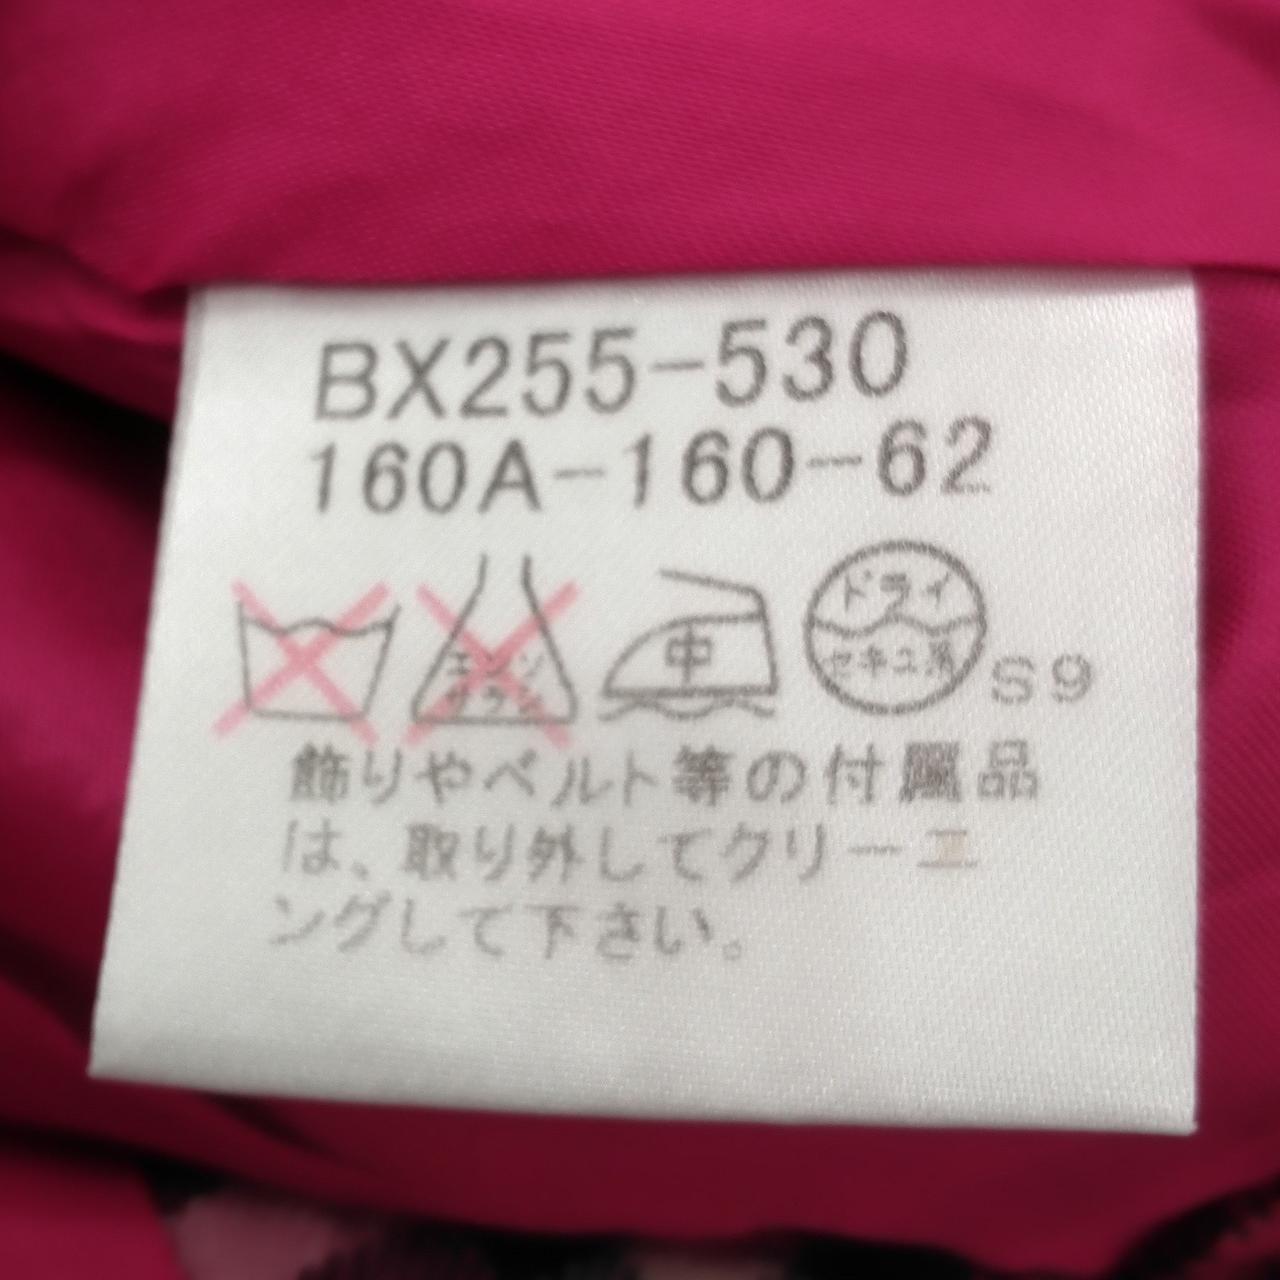 BX255-530
160A-160-62
エンソ
サラシ
中
ドライ
セキユ系
S9
飾りやベルト等の付属品
は、取り外してクリーニ
ングして下さい。